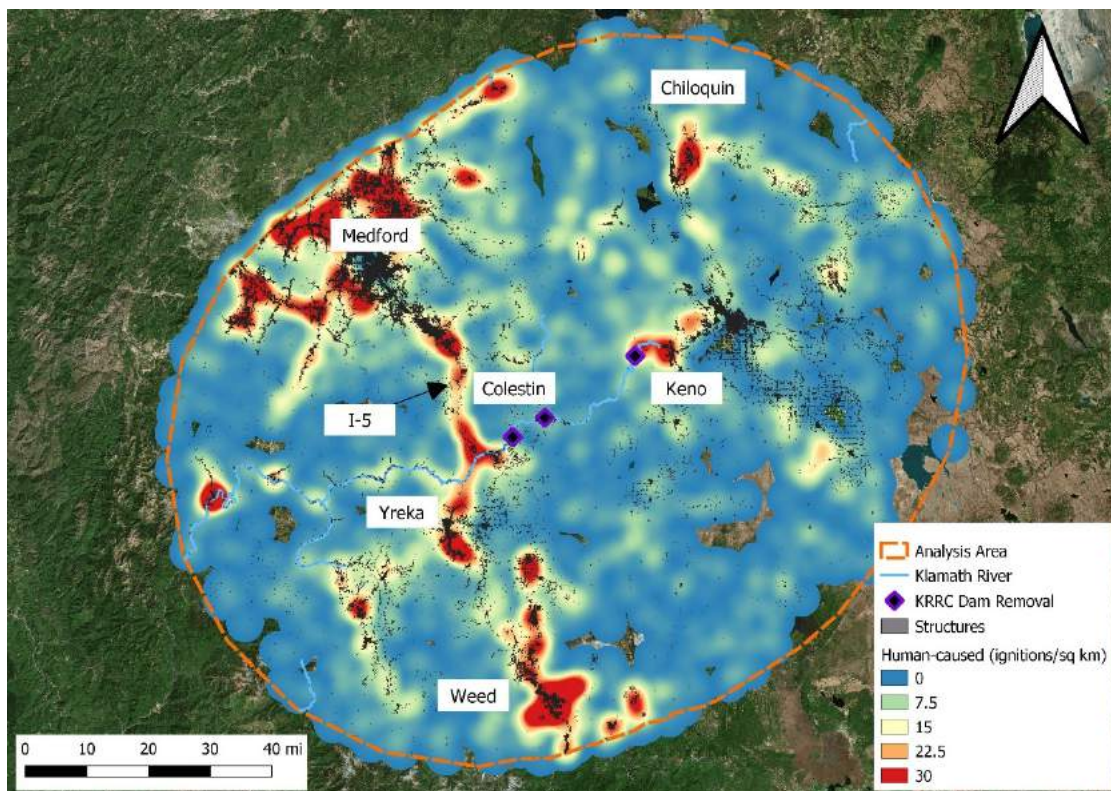 Chiloquin
Medford
Colestin
Keno
I-5
Yreka
Weed
0 10 20 30 40 mi
Analysis Area
Klamath River
KRRC Dam Removal
Structures
Human-caused (ignitions/sq km)
0
7.5
15
22.5
30